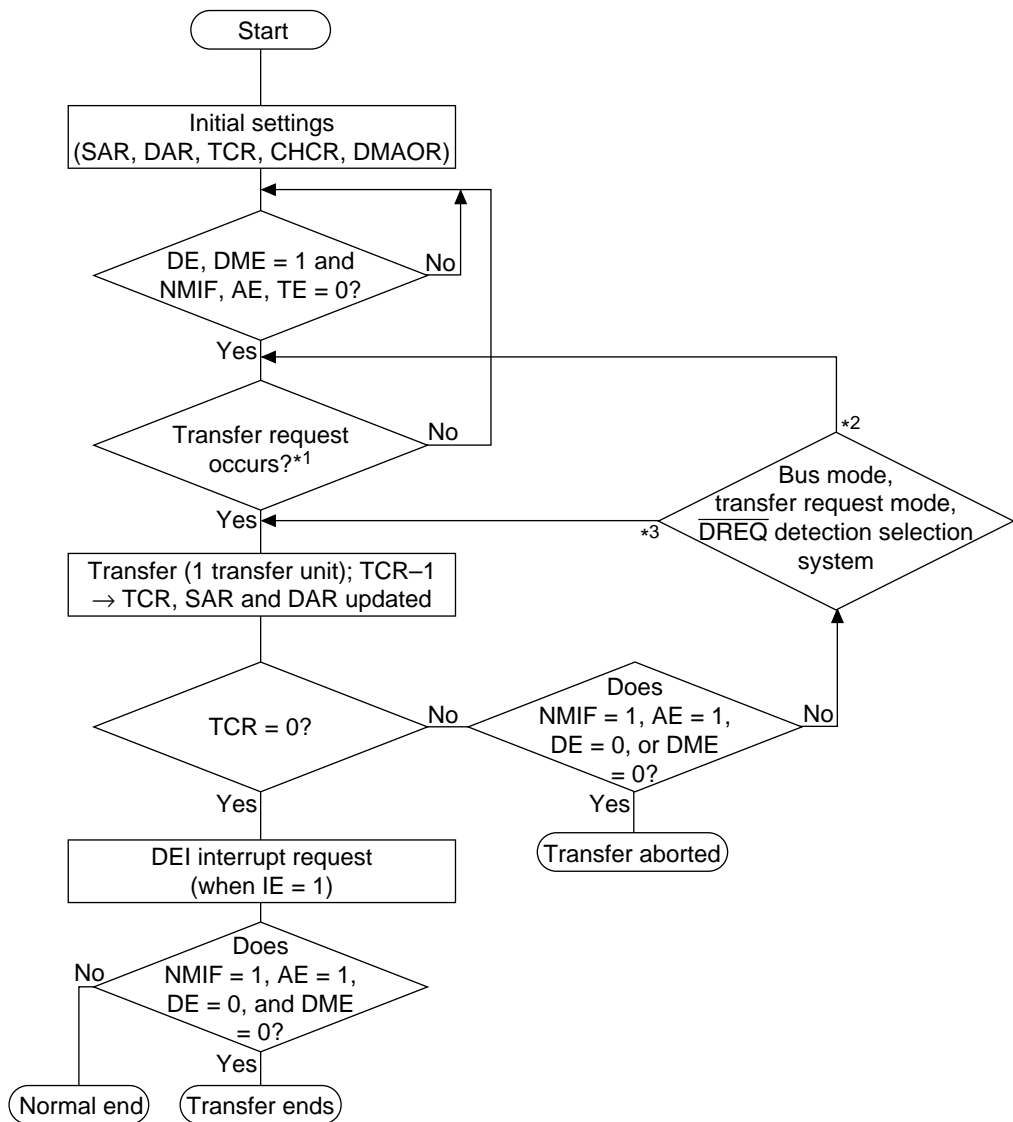 Start
Initial settings
(SAR, DAR, TCR, CHCR, DMAOR)
DE, DME = 1 and
NMIF, AE, TE = 0?
No
Yes
Transfer request
occurs?*1
No
Yes
*2
Bus mode,
transfer request mode,
DREQ detection selection
system
*3
Transfer (1 transfer unit); TCR–1
→ TCR, SAR and DAR updated
TCR = 0?
No
Yes
Does
NMIF = 1, AE = 1,
DE = 0, or DME
= 0?
No
Yes
Transfer aborted
DEI interrupt request
(when IE = 1)
Does
NMIF = 1, AE = 1,
DE = 0, and DME
= 0?
No
Yes
Normal end
Transfer ends